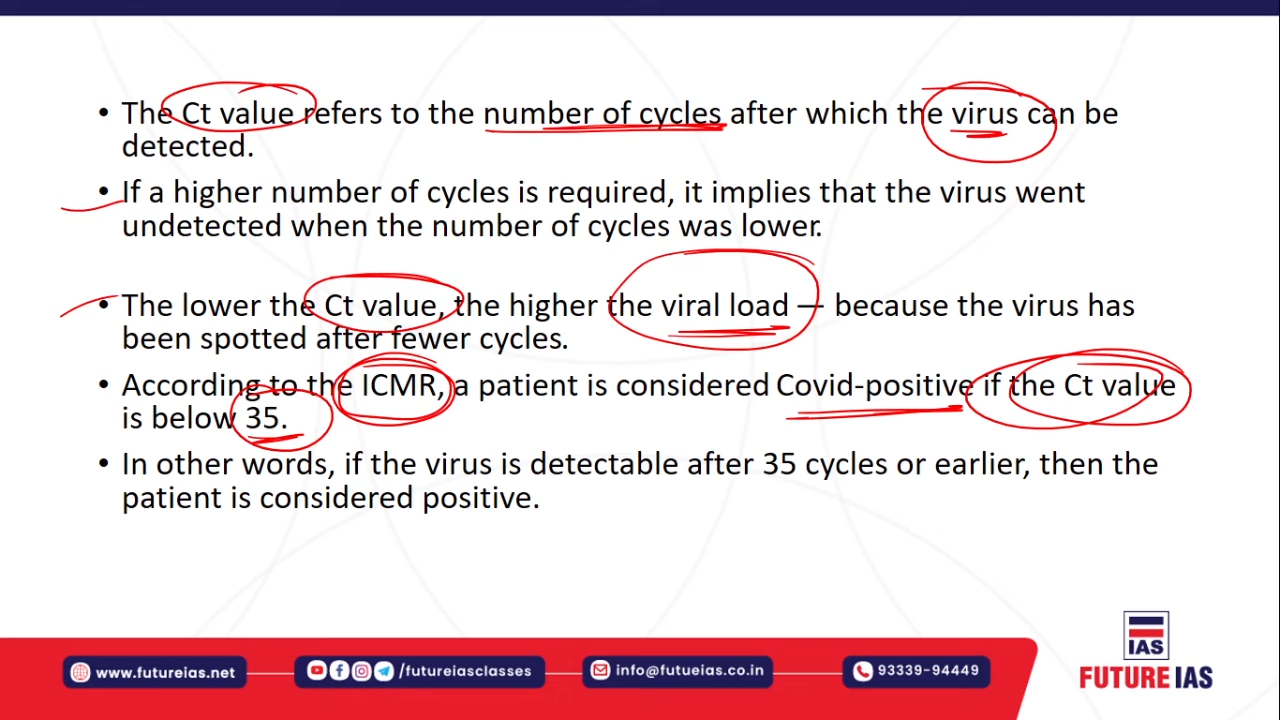 • The Ct value refers to the number of cycles after which the virus can be
detected.
• If a higher number of cycles is required, it implies that the virus went
undetected when the number of cycles was lower.
• The lower the Ct value, the higher the viral load — because the virus has
been spotted after fewer cycles.
• According to the ICMR, a patient is considered Covid-positive if the Ct value
is below 35.
• In other words, if the virus is detectable after 35 cycles or earlier, then the
patient is considered positive.
IAS
FUTURE IAS
www.futureias.net
/futureiasclasses
info@futueias.co.in
93339-94449